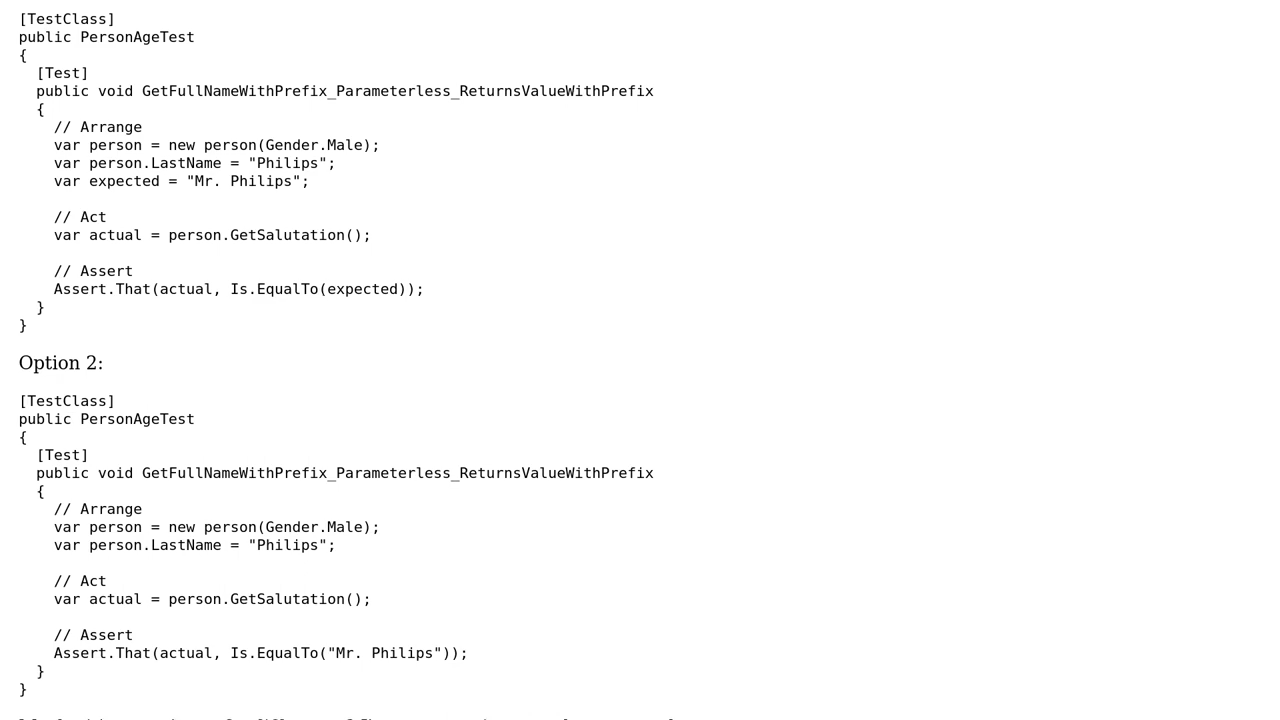 [TestClass]
public PersonAgeTest
{
  [Test]
  public void GetFullNameWithPrefix_Parameterless_ReturnsValueWithPrefix
  {
    // Arrange
    var person = new person(Gender.Male);
    var person.LastName = "Philips";
    var expected = "Mr. Philips";

    // Act
    var actual = person.GetSalutation();

    // Assert
    Assert.That(actual, Is.EqualTo(expected));
  }
}
Option 2:
[TestClass]
public PersonAgeTest
{
  [Test]
  public void GetFullNameWithPrefix_Parameterless_ReturnsValueWithPrefix
  {
    // Arrange
    var person = new person(Gender.Male);
    var person.LastName = "Philips";

    // Act
    var actual = person.GetSalutation();

    // Assert
    Assert.That(actual, Is.EqualTo("Mr. Philips"));
  }
}